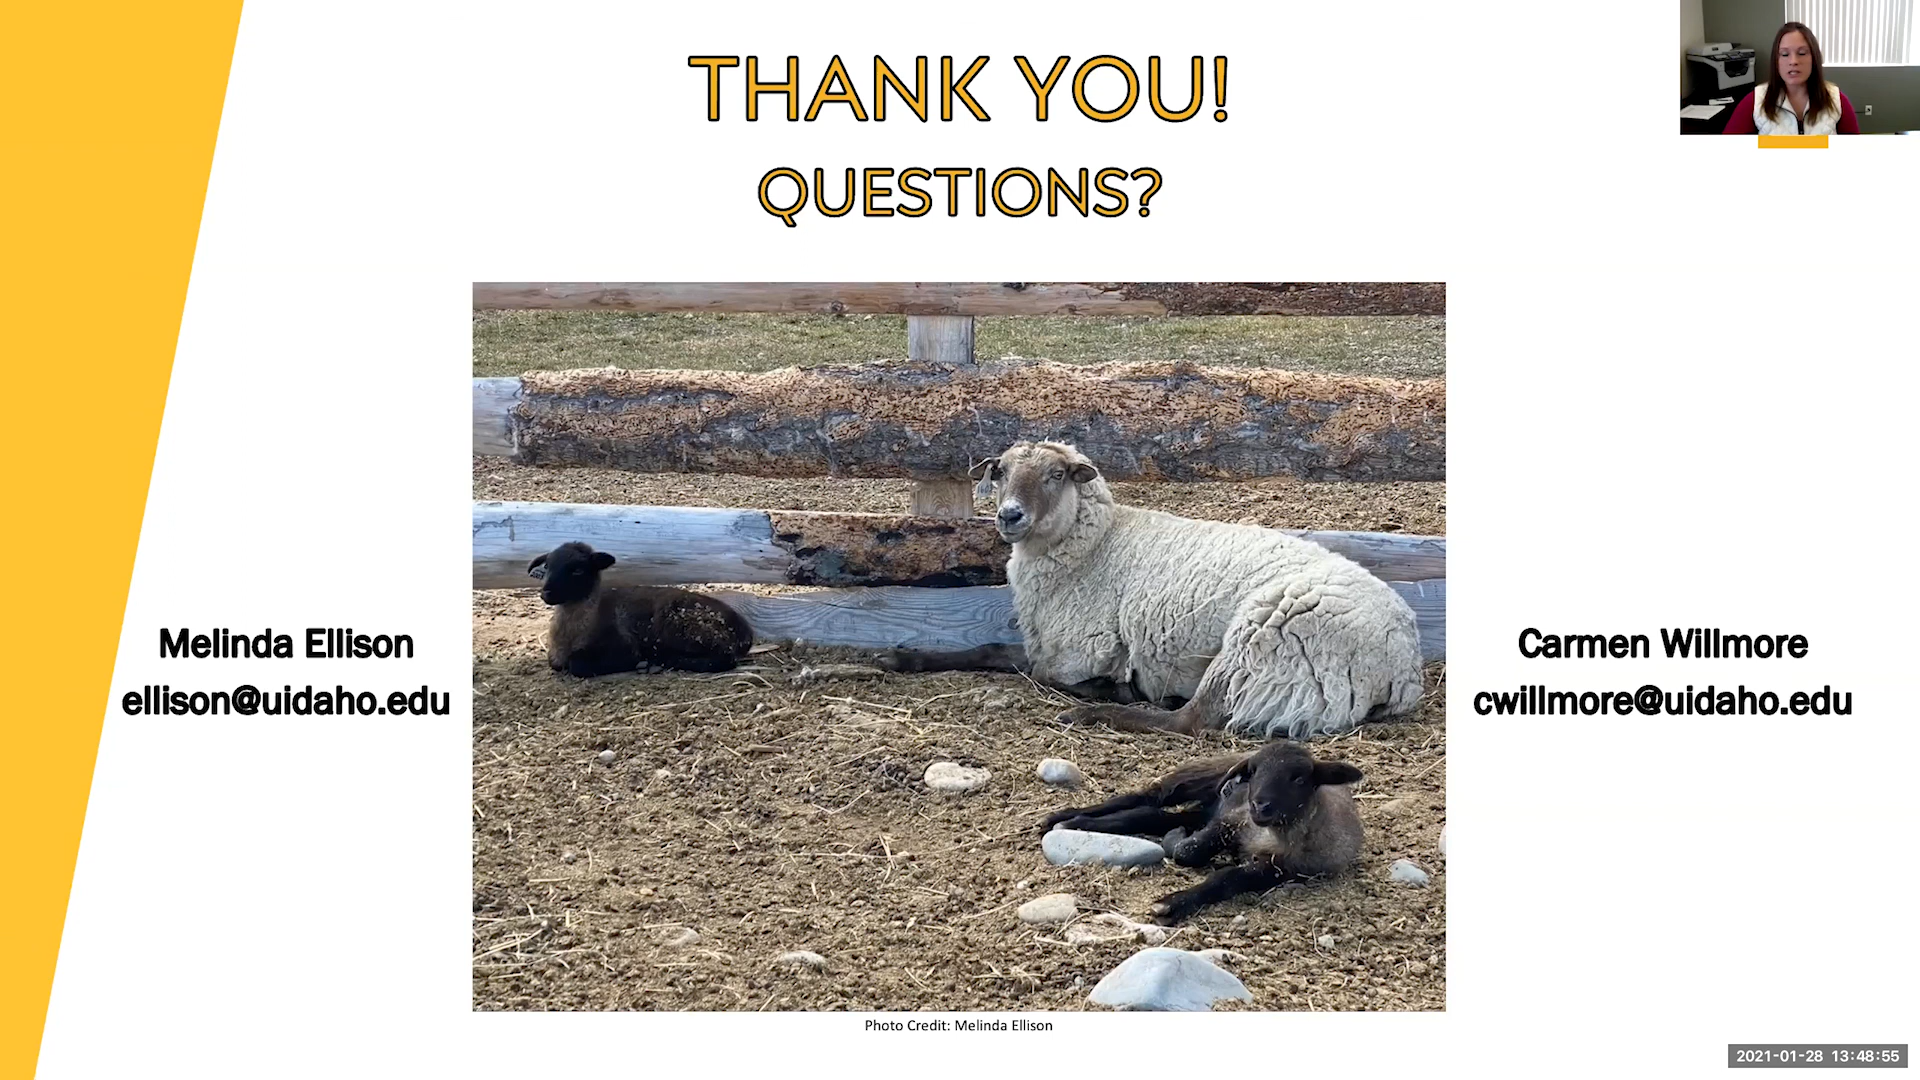 THANK YOU!
QUESTIONS?
Melinda Ellison
ellison@uidaho.edu
Carmen Willmore
cwillmore@uidaho.edu
Photo Credit: Melinda Ellison
2021-01-28 13:48:55